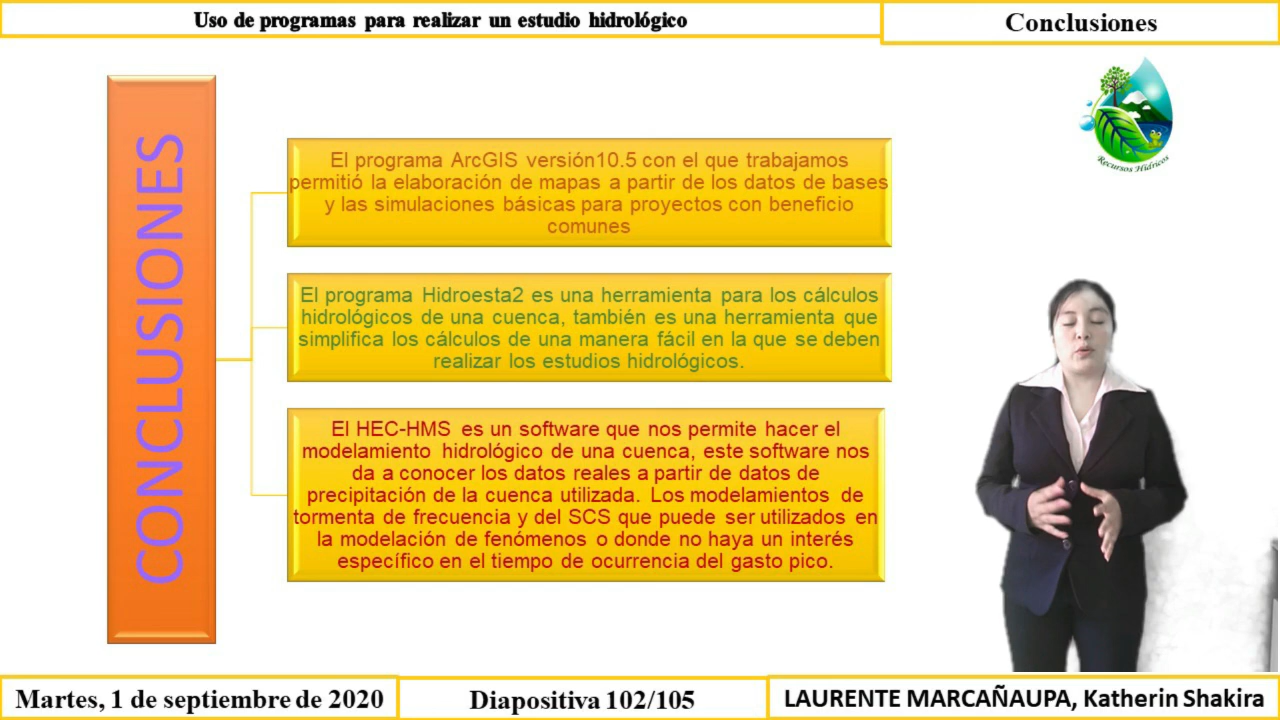 Uso de programas para realizar un estudio hidrológico
Conclusiones
Recursos Hídricos
CONCLUSIONES
El programa ArcGIS versión10.5 con el que trabajamos
permitió la elaboración de mapas a partir de los datos de bases
y las simulaciones básicas para proyectos con beneficio
comunes
El programa Hidroesta2 es una herramienta para los cálculos
hidrológicos de una cuenca, también es una herramienta que
simplifica los cálculos de una manera fácil en la que se deben
realizar los estudios hidrológicos.
El HEC-HMS es un software que nos permite hacer el
modelamiento hidrológico de una cuenca, este software nos
da a conocer los datos reales a partir de datos de
precipitación de la cuenca utilizada. Los modelamientos de
tormenta de frecuencia y del SCS que puede ser utilizados en
la modelación de fenómenos o donde no haya un interés
específico en el tiempo de ocurrencia del gasto pico.
Martes, 1 de septiembre de 2020
Diapositiva 102/105
LAURENTE MARCAÑAUPA, Katherin Shakira